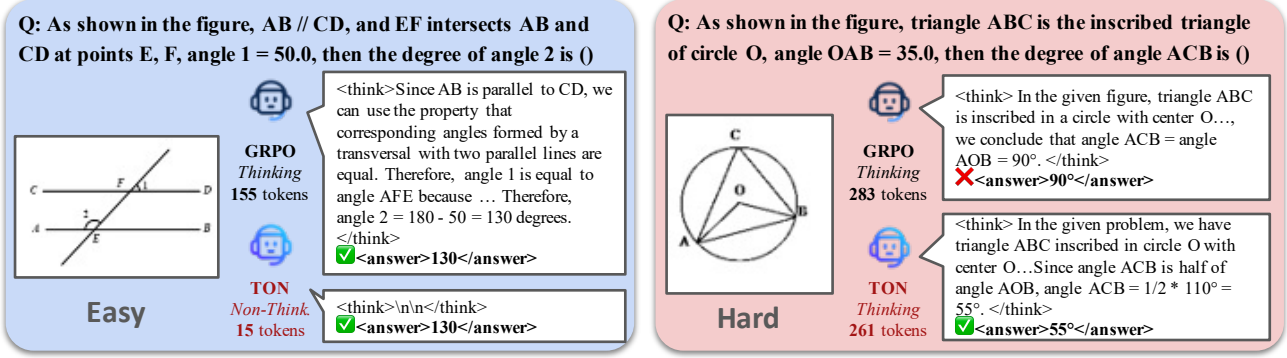 Q: As shown in the figure, AB // CD, and EF intersects AB and
CD at points E, F, angle 1 = 50.0, then the degree of angle 2 is ()
C
F
1
D
2
A
E
B
Easy
GRPO
Thinking
155 tokens
<think>Since AB is parallel to CD, we
can use the property that
corresponding angles formed by a
transversal with two parallel lines are
equal. Therefore, angle 1 is equal to
angle AFE because … Therefore,
angle 2 = 180 - 50 = 130 degrees.
</think>
<answer>130</answer>
TON
Non-Think.
15 tokens
<think>\n\n</think>
<answer>130</answer>
Q: As shown in the figure, triangle ABC is the inscribed triangle
of circle O, angle OAB = 35.0, then the degree of angle ACB is ()
C
O
B
A
Hard
GRPO
Thinking
283 tokens
<think> In the given figure, triangle ABC
is inscribed in a circle with center O…,
we conclude that angle ACB = angle
AOB = 90°. </think>
<answer>90°</answer>
TON
Thinking
261 tokens
<think> In the given problem, we have
triangle ABC inscribed in circle O with
center O…Since angle ACB is half of
angle AOB, angle ACB = 1/2 * 110° =
55°. </think>
<answer>55°</answer>